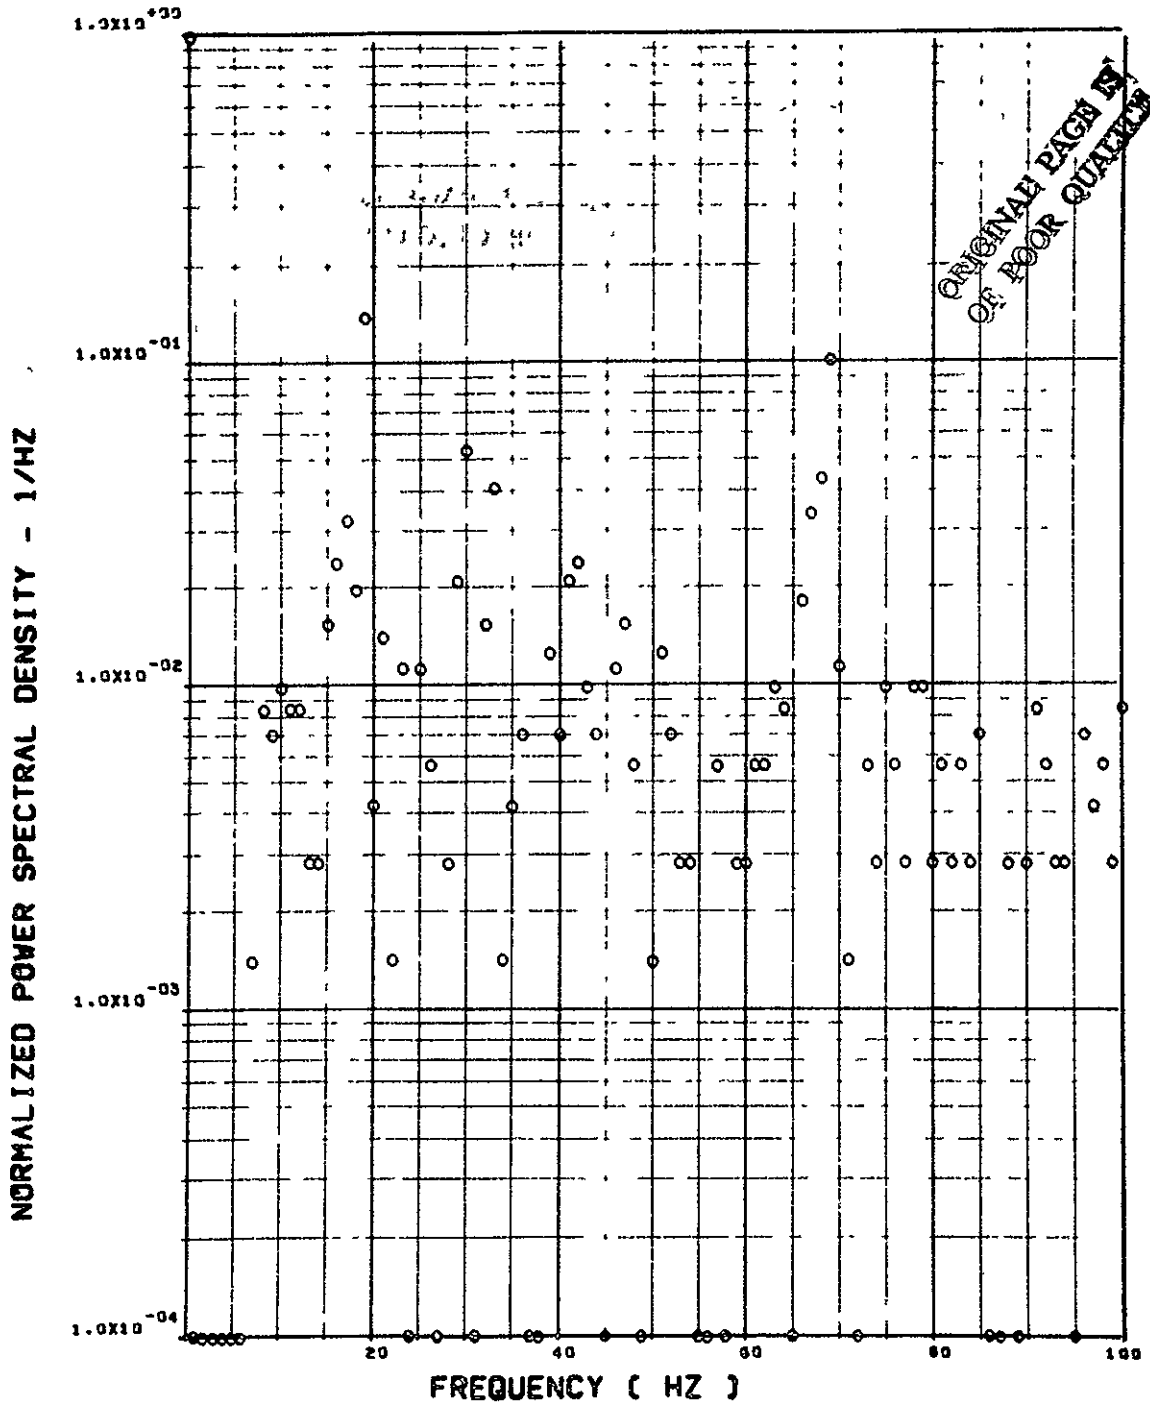 1.0X10+00
ORIGINAL PAGE IS
OF POOR QUALITY
1.0X10-01
1.0X10-02
1.0X10-03
1.0X10-04
NORMALIZED POWER SPECTRAL DENSITY - 1/HZ
20 40 60 80 100
FREQUENCY ( HZ )